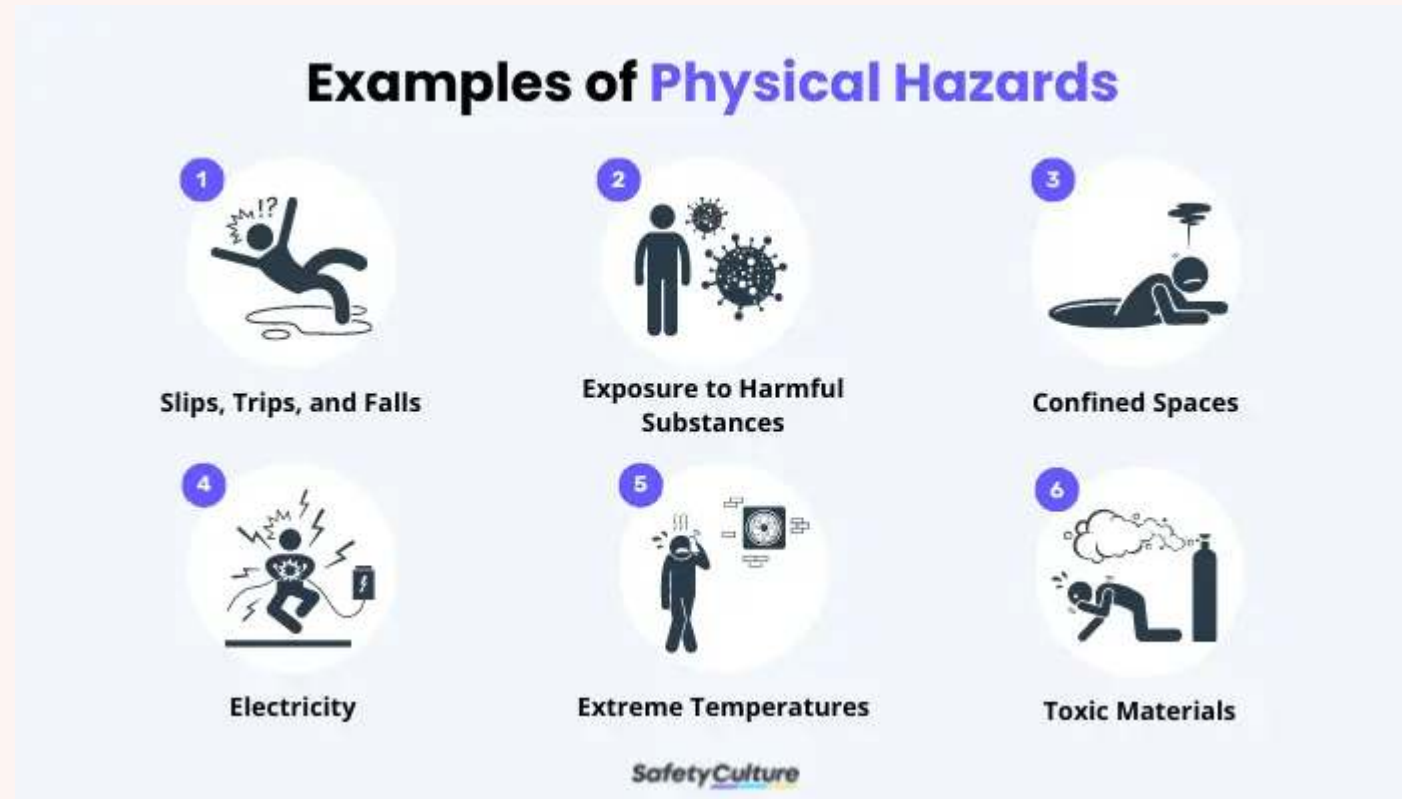 Examples of Physical Hazards
1
!?
Slips, Trips, and Falls
2
Exposure to Harmful
Substances
3
Confined Spaces
4
Electricity
5
Extreme Temperatures
6
Toxic Materials
SafetyCulture